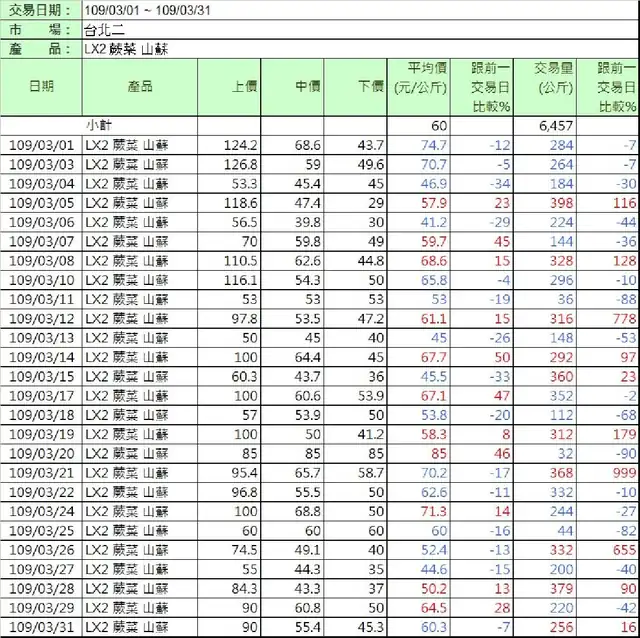 交易日期： 109/03/01 ~ 109/03/31
市 場： 台北二
產 品： LX2 蕨菜 山蘇
日期 產品 上價 中價 下價 平均價(元/公斤) 跟前一交易日比較% 交易量(公斤) 跟前一交易日比較%
小計 60 6,457
109/03/01 LX2 蕨菜 山蘇 124.2 68.6 43.7 74.7 -12 284 -7
109/03/03 LX2 蕨菜 山蘇 126.8 59 49.6 70.7 -5 264 -7
109/03/04 LX2 蕨菜 山蘇 53.3 45.4 45 46.9 -34 184 -30
109/03/05 LX2 蕨菜 山蘇 118.6 47.4 29 57.9 23 398 116
109/03/06 LX2 蕨菜 山蘇 56.5 39.8 30 41.2 -29 224 -44
109/03/07 LX2 蕨菜 山蘇 70 59.8 49 59.7 45 144 -36
109/03/08 LX2 蕨菜 山蘇 110.5 62.6 44.8 68.6 15 328 128
109/03/10 LX2 蕨菜 山蘇 116.1 54.3 50 65.8 -4 296 -10
109/03/11 LX2 蕨菜 山蘇 53 53 53 53 -19 36 -88
109/03/12 LX2 蕨菜 山蘇 97.8 53.5 47.2 61.1 15 316 778
109/03/13 LX2 蕨菜 山蘇 50 45 40 45 -26 148 -53
109/03/14 LX2 蕨菜 山蘇 100 64.4 45 67.7 50 292 97
109/03/15 LX2 蕨菜 山蘇 60.3 43.7 36 45.5 -33 360 23
109/03/17 LX2 蕨菜 山蘇 100 60.6 53.9 67.1 47 352 -2
109/03/18 LX2 蕨菜 山蘇 57 53.9 50 53.8 -20 112 -68
109/03/19 LX2 蕨菜 山蘇 100 50 41.2 58.3 8 312 179
109/03/20 LX2 蕨菜 山蘇 85 85 85 85 46 32 -90
109/03/21 LX2 蕨菜 山蘇 95.4 65.7 58.7 70.2 -17 368 999
109/03/22 LX2 蕨菜 山蘇 96.8 55.5 50 62.6 -11 332 -10
109/03/24 LX2 蕨菜 山蘇 100 68.8 50 71.3 14 244 -27
109/03/25 LX2 蕨菜 山蘇 60 60 60 60 -16 44 -82
109/03/26 LX2 蕨菜 山蘇 74.5 49.1 40 52.4 -13 332 655
109/03/27 LX2 蕨菜 山蘇 55 44.3 35 44.6 -15 200 -40
109/03/28 LX2 蕨菜 山蘇 84.3 43.3 37 50.2 13 379 90
109/03/29 LX2 蕨菜 山蘇 90 60.8 50 64.5 28 220 -42
109/03/31 LX2 蕨菜 山蘇 90 55.4 45.3 60.3 -7 256 16